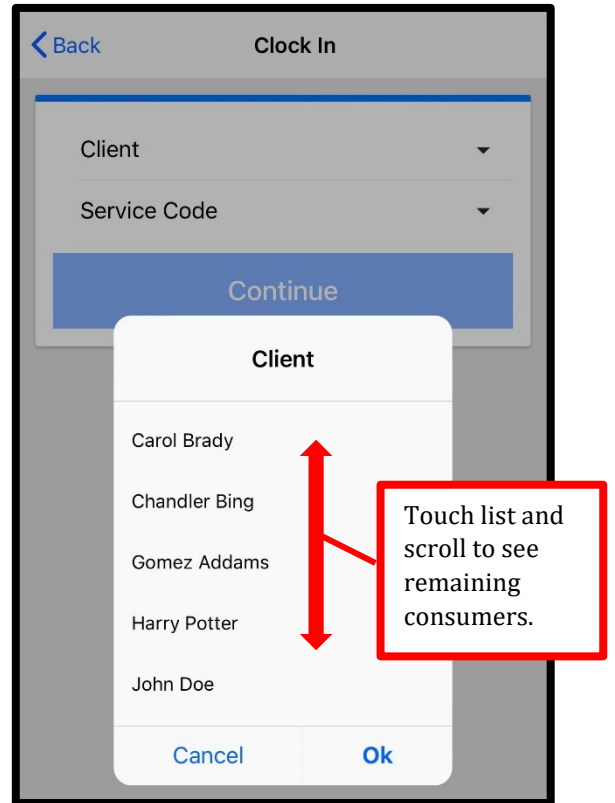 Back
Clock In
Client
Service Code
Continue
Client
Carol Brady
Chandler Bing
Gomez Addams
Harry Potter
John Doe
Touch list and
scroll to see
remaining
consumers.
Cancel
Ok